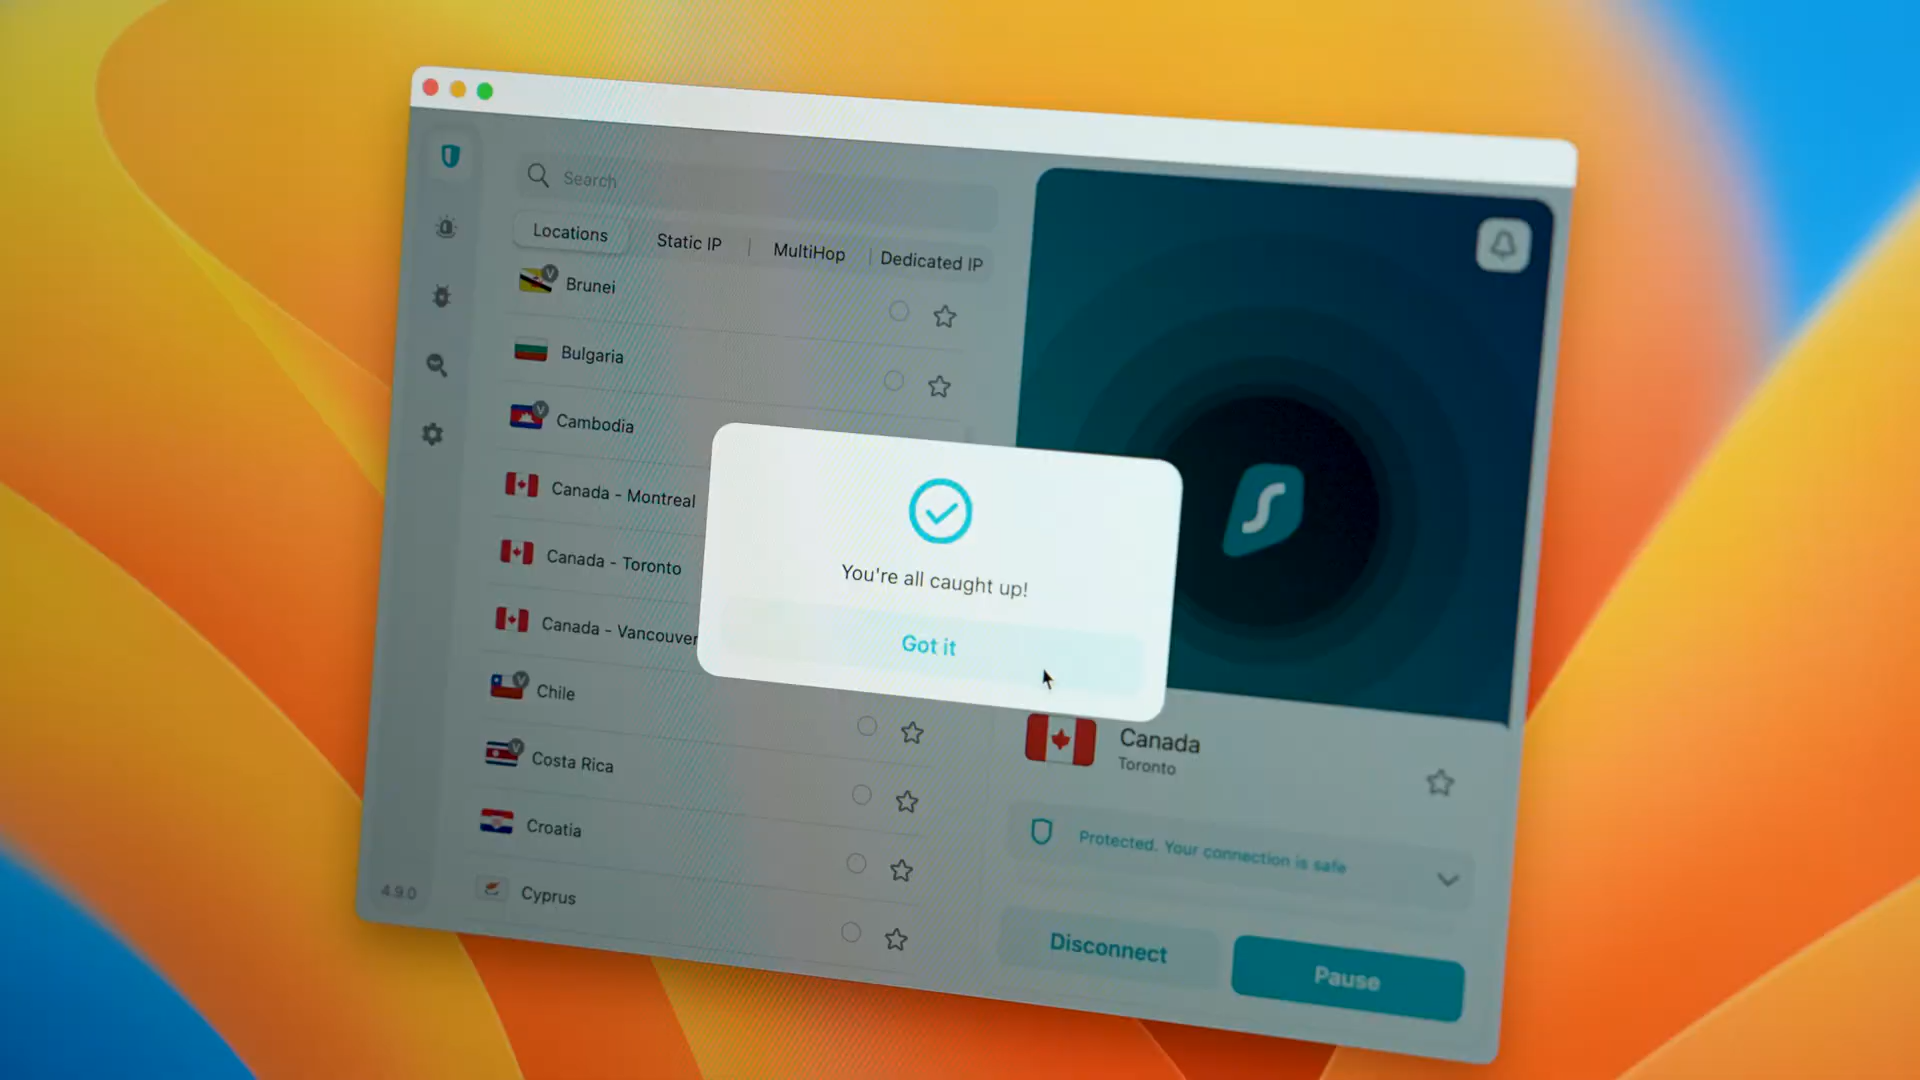 Search
Locations
Static IP
MultiHop
Dedicated IP
V
Brunei
Bulgaria
V
Cambodia
Canada - Montreal
Canada - Toronto
Canada - Vancouver
V
Chile
V
Costa Rica
Croatia
Cyprus
4.9.0
You're all caught up!
Got it
S
Canada
Toronto
Protected. Your connection is safe
Disconnect
Pause